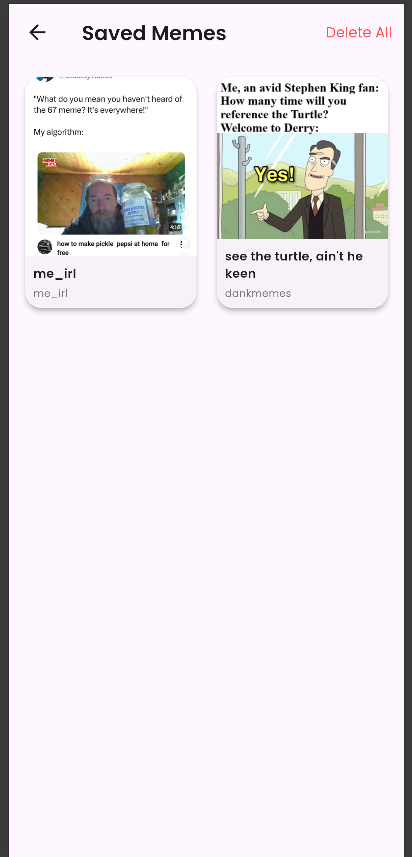 Saved Memes
Delete All
"What do you mean you haven't heard of
the 67 meme? It's everywhere!"
My algorithm:
4:16
how to make pickle pepsi at home for
free
me_irl
me_irl
Me, an avid Stephen King fan:
How many time will you
reference the Turtle?
Welcome to Derry:
Yes!
see the turtle, ain't he
keen
dankmemes